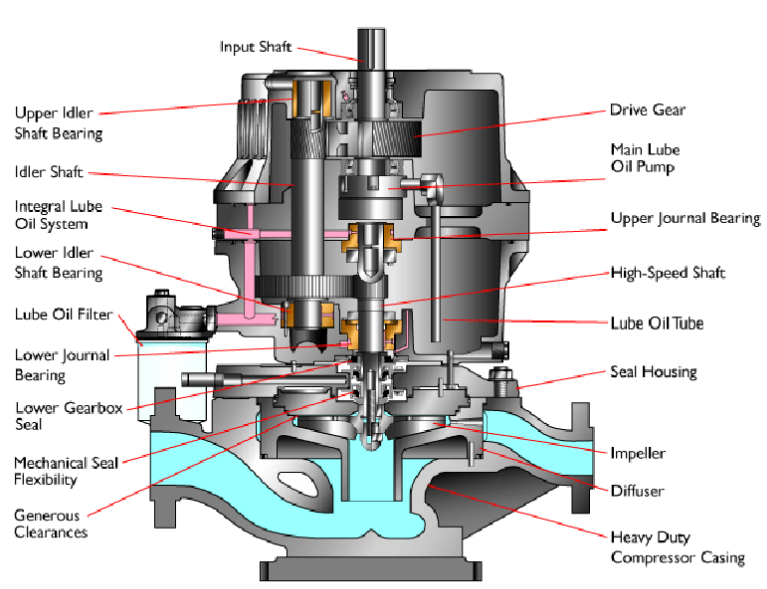 Input Shaft
Upper Idler
Shaft Bearing
Idler Shaft
Integral Lube
Oil System
Lower Idler
Shaft Bearing
Lube Oil Filter
Lower Journal
Bearing
Lower Gearbox
Seal
Mechanical Seal
Flexibility
Generous
Clearances
Drive Gear
Main Lube
Oil Pump
Upper Journal Bearing
High-Speed Shaft
Lube Oil Tube
Seal Housing
Impeller
Diffuser
Heavy Duty
Compressor Casing